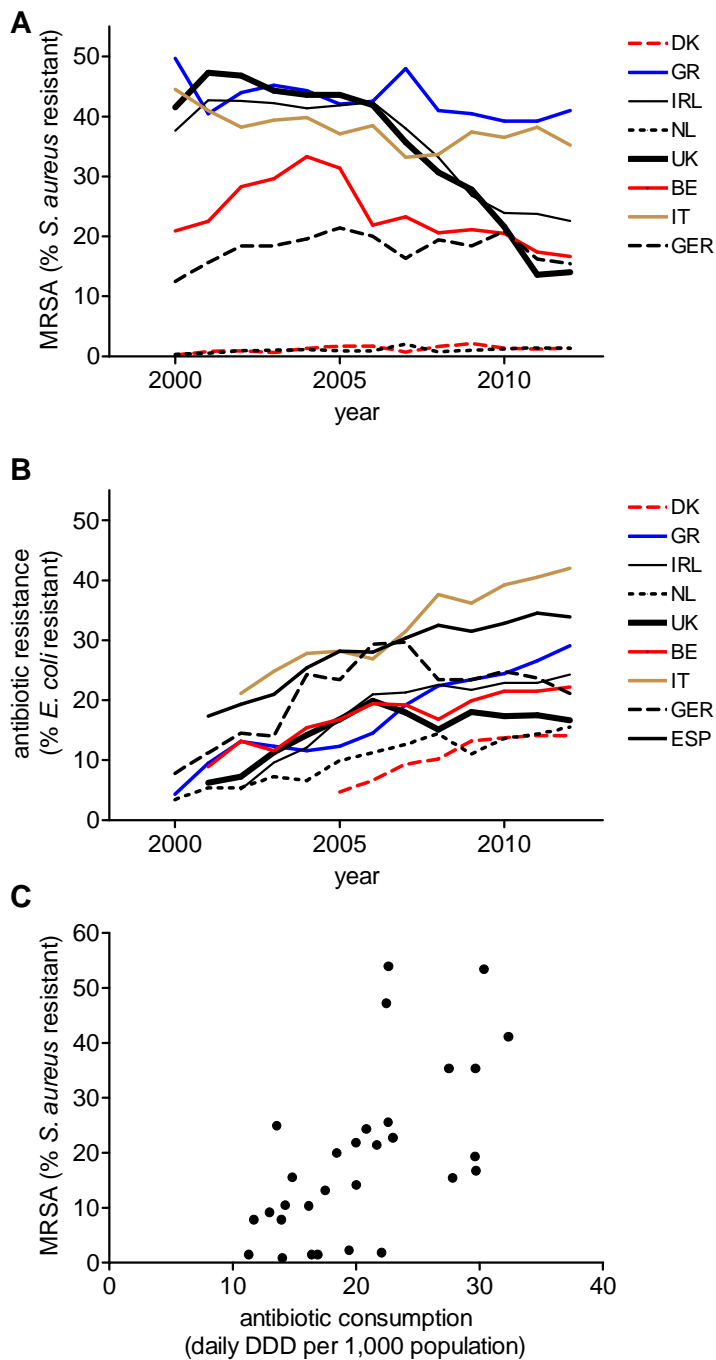 A
MRSA (% S. aureus resistant)
50
40
30
20
10
0
2000
2005
2010
year
DK
GR
IRL
NL
UK
BE
IT
GER
B
antibiotic resistance
(% E. coli resistant)
50
40
30
20
10
0
2000
2005
2010
year
DK
GR
IRL
NL
UK
BE
IT
GER
ESP
C
MRSA (% S. aureus resistant)
60
50
40
30
20
10
0
0
10
20
30
40
antibiotic consumption
(daily DDD per 1,000 population)